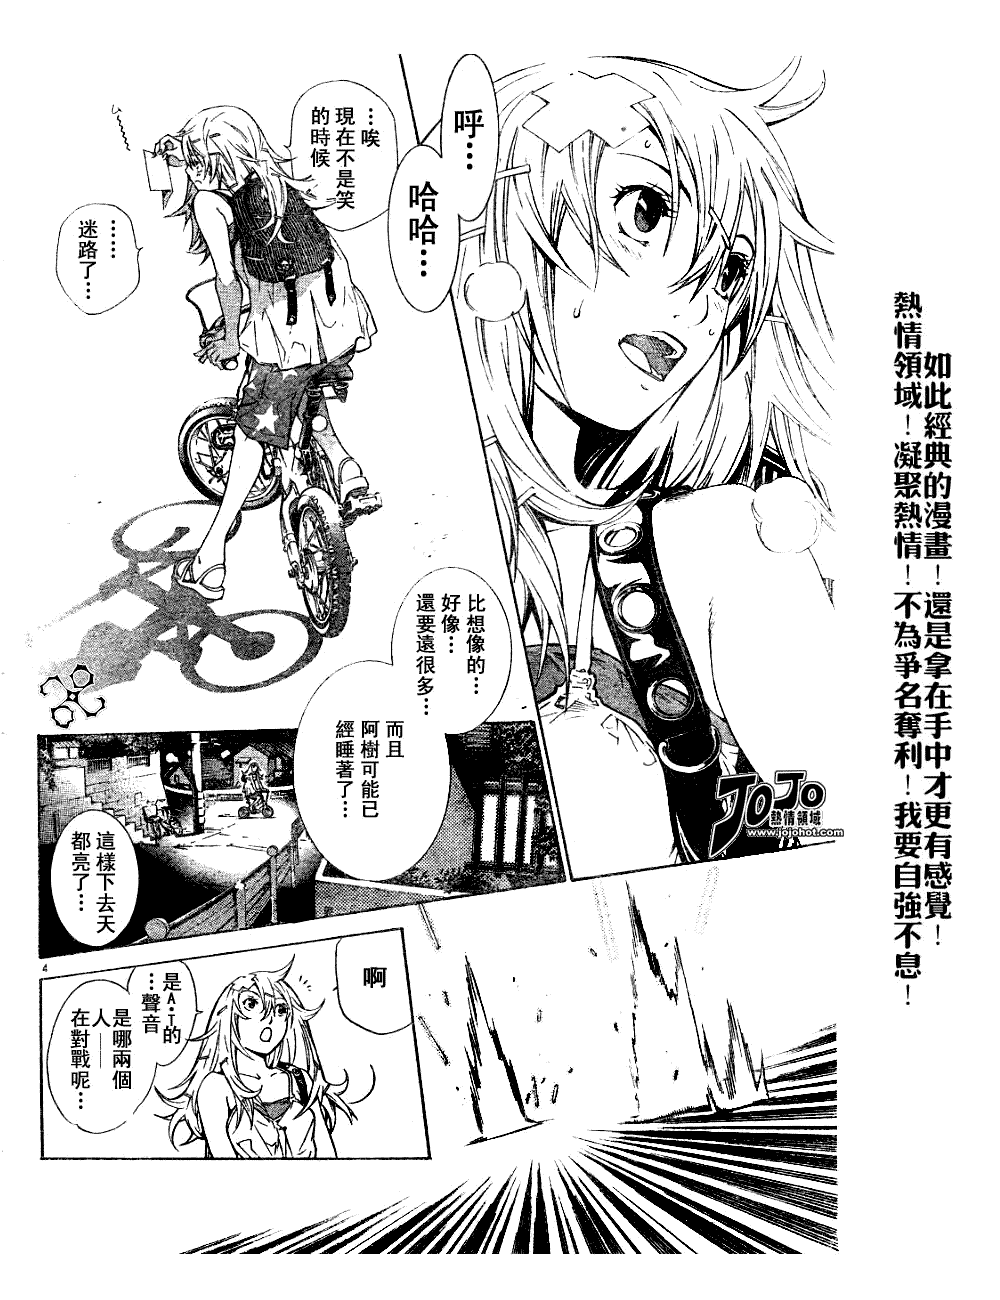 呼…
哈哈…
…唉
現在不是笑
的時候
……
迷路了…
比想像的…
好像…
還要遠很多…
而且
阿樹可能已
經睡著了…
這樣下去天
都亮了…
啊
是A·T的
…聲音
是哪兩個
人——
在對戰呢…
4
JOJO
熱情領域
www.jojohot.com
如此經典的漫畫！還是拿在手中才更有感覺！
熱情領域！凝聚熱情！不為爭名奪利！我要自強不息！